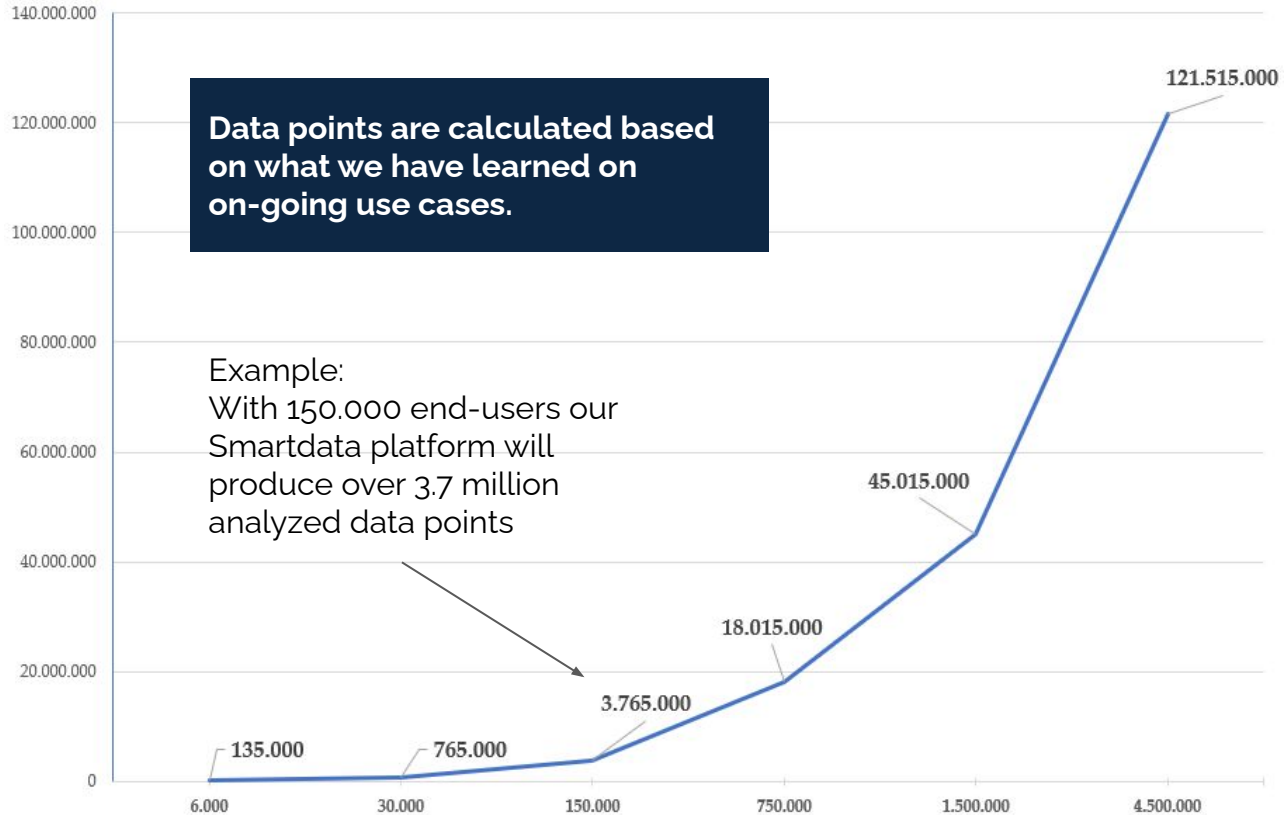 140.000.000
121.515.000
120.000.000
Data points are calculated based
on what we have learned on
on-going use cases.
100.000.000
80.000.000
Example:
With 150.000 end-users our
Smartdata platform will
produce over 3.7 million
analyzed data points
60.000.000
45.015.000
40.000.000
18.015.000
20.000.000
3.765.000
135.000
765.000
0
6.000
30.000
150.000
750.000
1.500.000
4.500.000